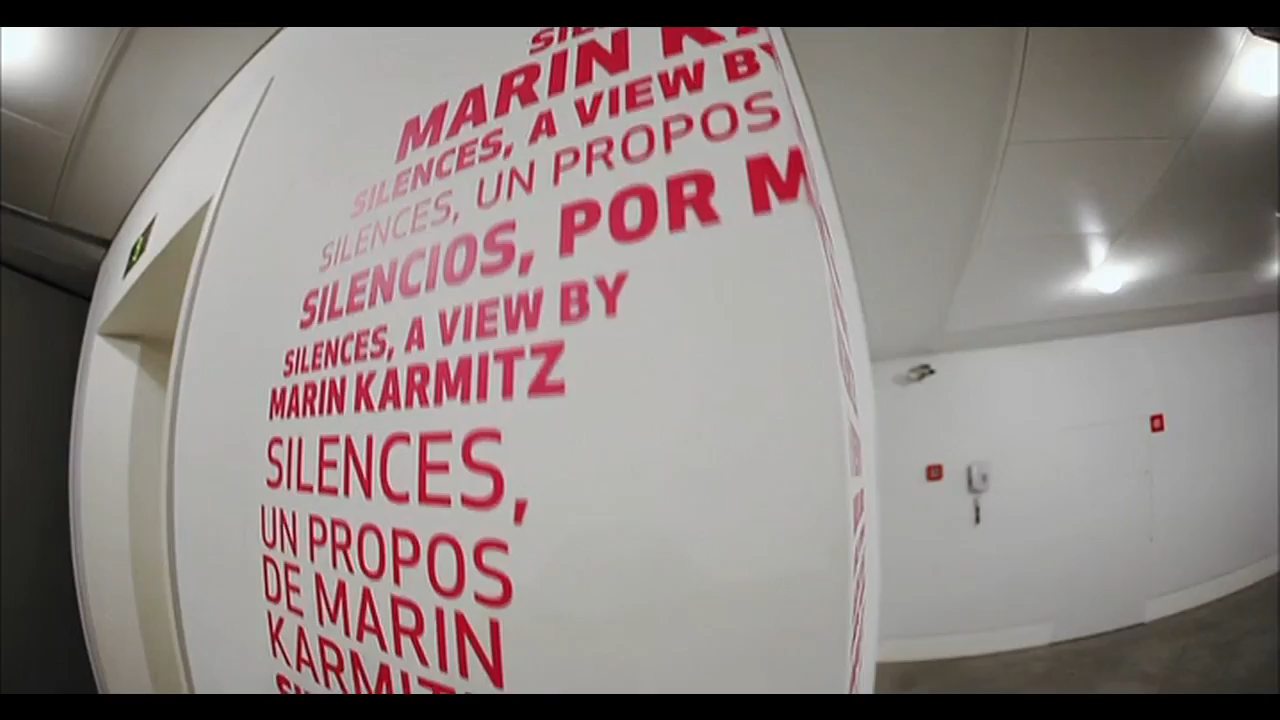 MARIN
SILENCES, A VIEW BY
SILENCES, UN PROPOS
SILENCIOS, POR M
SILENCES, A VIEW BY
MARIN KARMITZ
SILENCES,
UN PROPOS
DE MARIN
KARMITZ